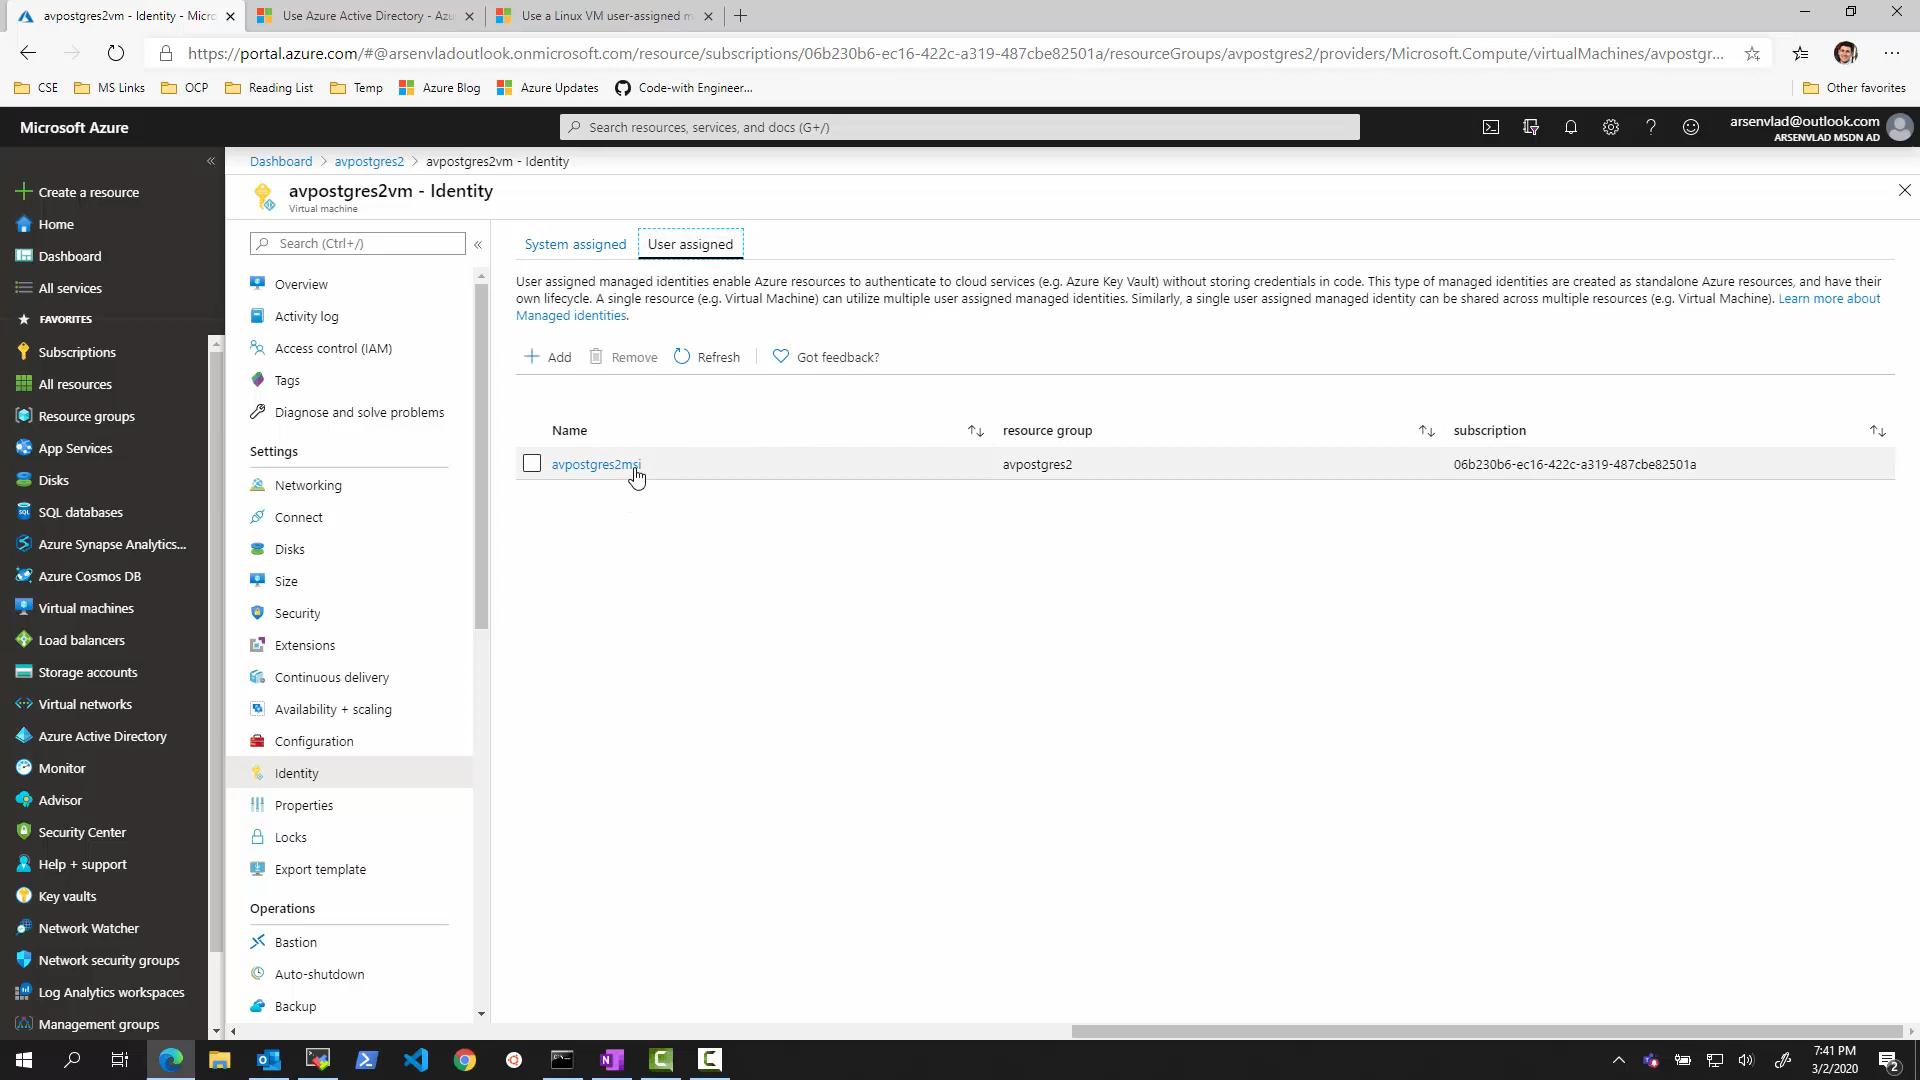 avpostgres2vm - Identity - Micro
Use Azure Active Directory - Azu
Use a Linux VM user-assigned m
https://portal.azure.com/#@arsenvladoutlook.onmicrosoft.com/resource/subscriptions/06b230b6-ec16-422c-a319-487cbe82501a/resourceGroups/avpostgres2/providers/Microsoft.Compute/virtualMachines/avpostgr...
CSE
MS Links
OCP
Reading List
Temp
Azure Blog
Azure Updates
Code-with Engineer...
Other favorites
Microsoft Azure
Search resources, services, and docs (G+/)
arsenvlad@outlook.com
ARSENVLAD MSDN AD
Create a resource
Home
Dashboard
All services
FAVORITES
Subscriptions
All resources
Resource groups
App Services
Disks
SQL databases
Azure Synapse Analytics...
Azure Cosmos DB
Virtual machines
Load balancers
Storage accounts
Virtual networks
Azure Active Directory
Monitor
Advisor
Security Center
Help + support
Key vaults
Network Watcher
Network security groups
Log Analytics workspaces
Management groups
Dashboard > avpostgres2 > avpostgres2vm - Identity
avpostgres2vm - Identity
Virtual machine
Search (Ctrl+/)
Overview
Activity log
Access control (IAM)
Tags
Diagnose and solve problems
Settings
Networking
Connect
Disks
Size
Security
Extensions
Continuous delivery
Availability + scaling
Configuration
Identity
Properties
Locks
Export template
Operations
Bastion
Auto-shutdown
Backup
System assigned
User assigned
User assigned managed identities enable Azure resources to authenticate to cloud services (e.g. Azure Key Vault) without storing credentials in code. This type of managed identities are created as standalone Azure resources, and have their
own lifecycle. A single resource (e.g. Virtual Machine) can utilize multiple user assigned managed identities. Similarly, a single user assigned managed identity can be shared across multiple resources (e.g. Virtual Machine). Learn more about
Managed identities.
Add
Remove
Refresh
Got feedback?
Name
resource group
subscription
avpostgres2msi
avpostgres2
06b230b6-ec16-422c-a319-487cbe82501a
7:41 PM
3/2/2020
2